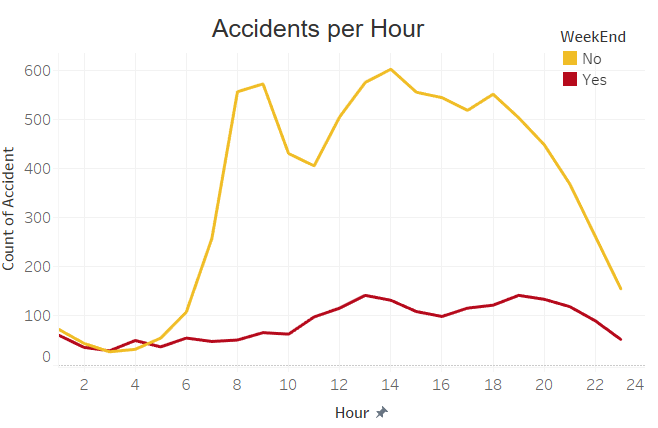 Accidents per Hour
WeekEnd
No
Yes
Count of Accident
600
500
400
300
200
100
0
2 4 6 8 10 12 14 16 18 20 22 24
Hour